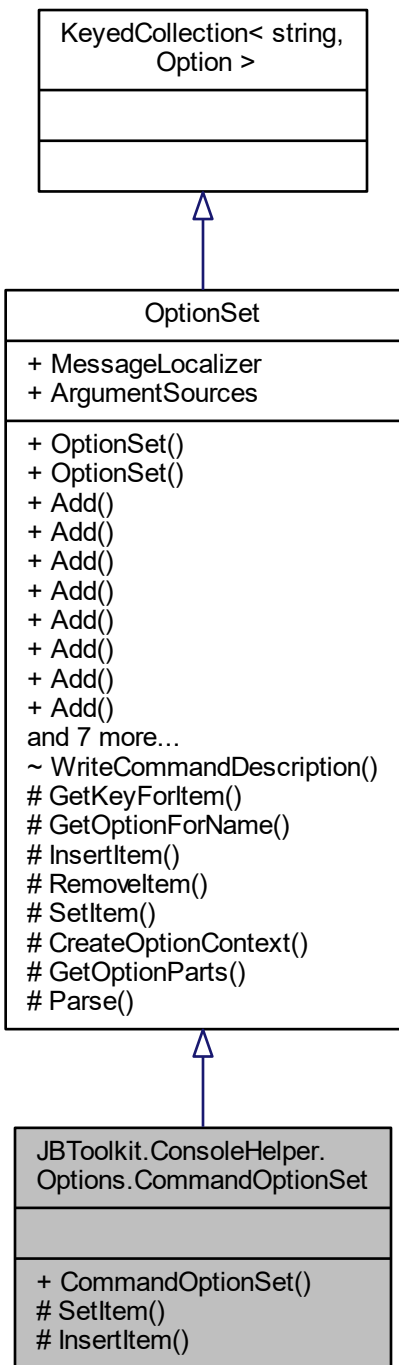 KeyedCollection< string,
Option >
OptionSet
+ MessageLocalizer
+ ArgumentSources
+ OptionSet()
+ OptionSet()
+ Add()
+ Add()
+ Add()
+ Add()
+ Add()
+ Add()
+ Add()
+ Add()
and 7 more...
~ WriteCommandDescription()
# GetKeyForItem()
# GetOptionForName()
# InsertItem()
# RemoveItem()
# SetItem()
# CreateOptionContext()
# GetOptionParts()
# Parse()
JBToolkit.ConsoleHelper.
Options.CommandOptionSet
+ CommandOptionSet()
# SetItem()
# InsertItem()